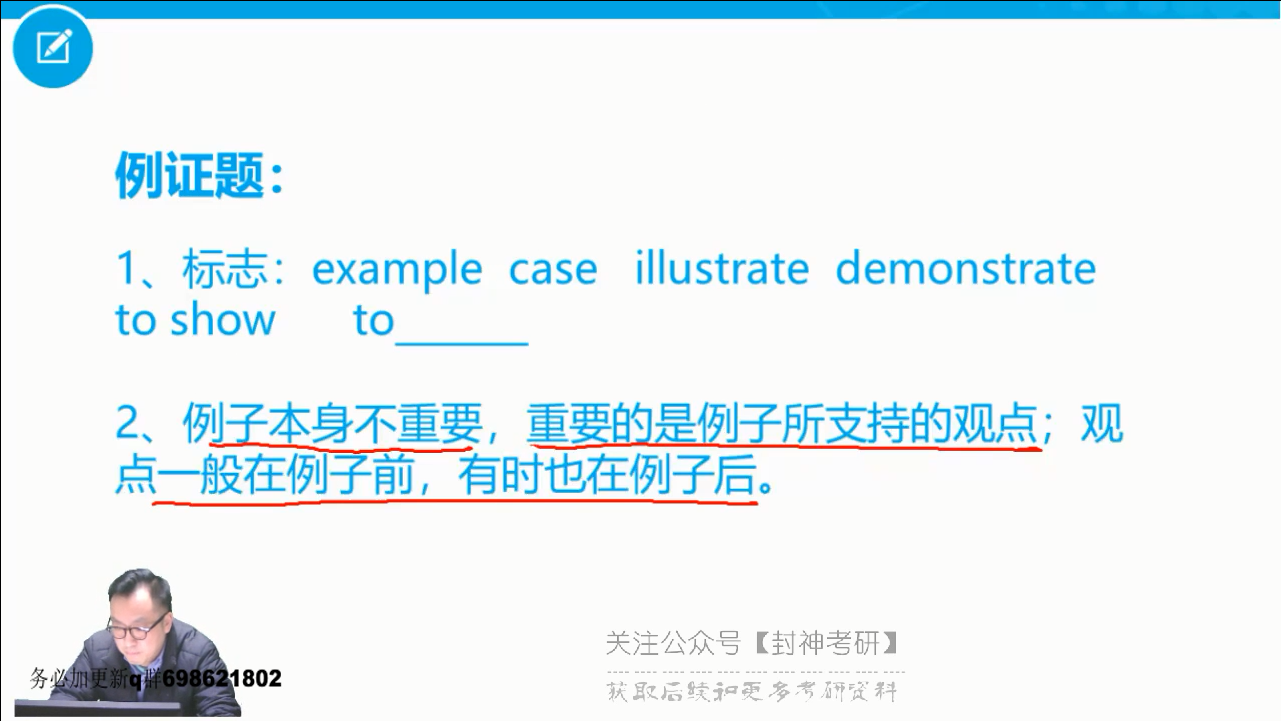 例证题：
1、标志：example case illustrate demonstrate
to show to______
2、例子本身不重要，重要的是例子所支持的观点；观
点一般在例子前，有时也在例子后。
关注公众号【封神考研】
获取后续和更多考研资料
务必加更新q群698621802